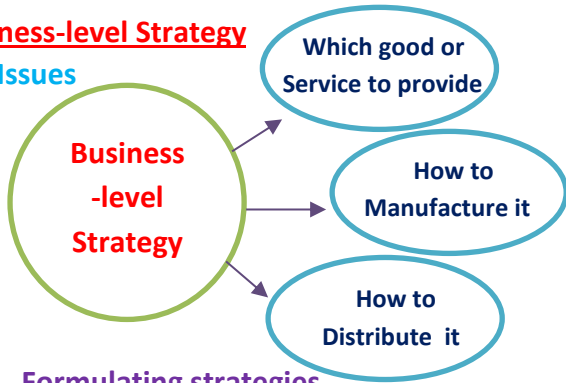 ness-level Strategy
Issues
Which good or
Service to provide
Business
-level
Strategy
How to
Manufacture it
How to
Distribute it
Formulating strategies